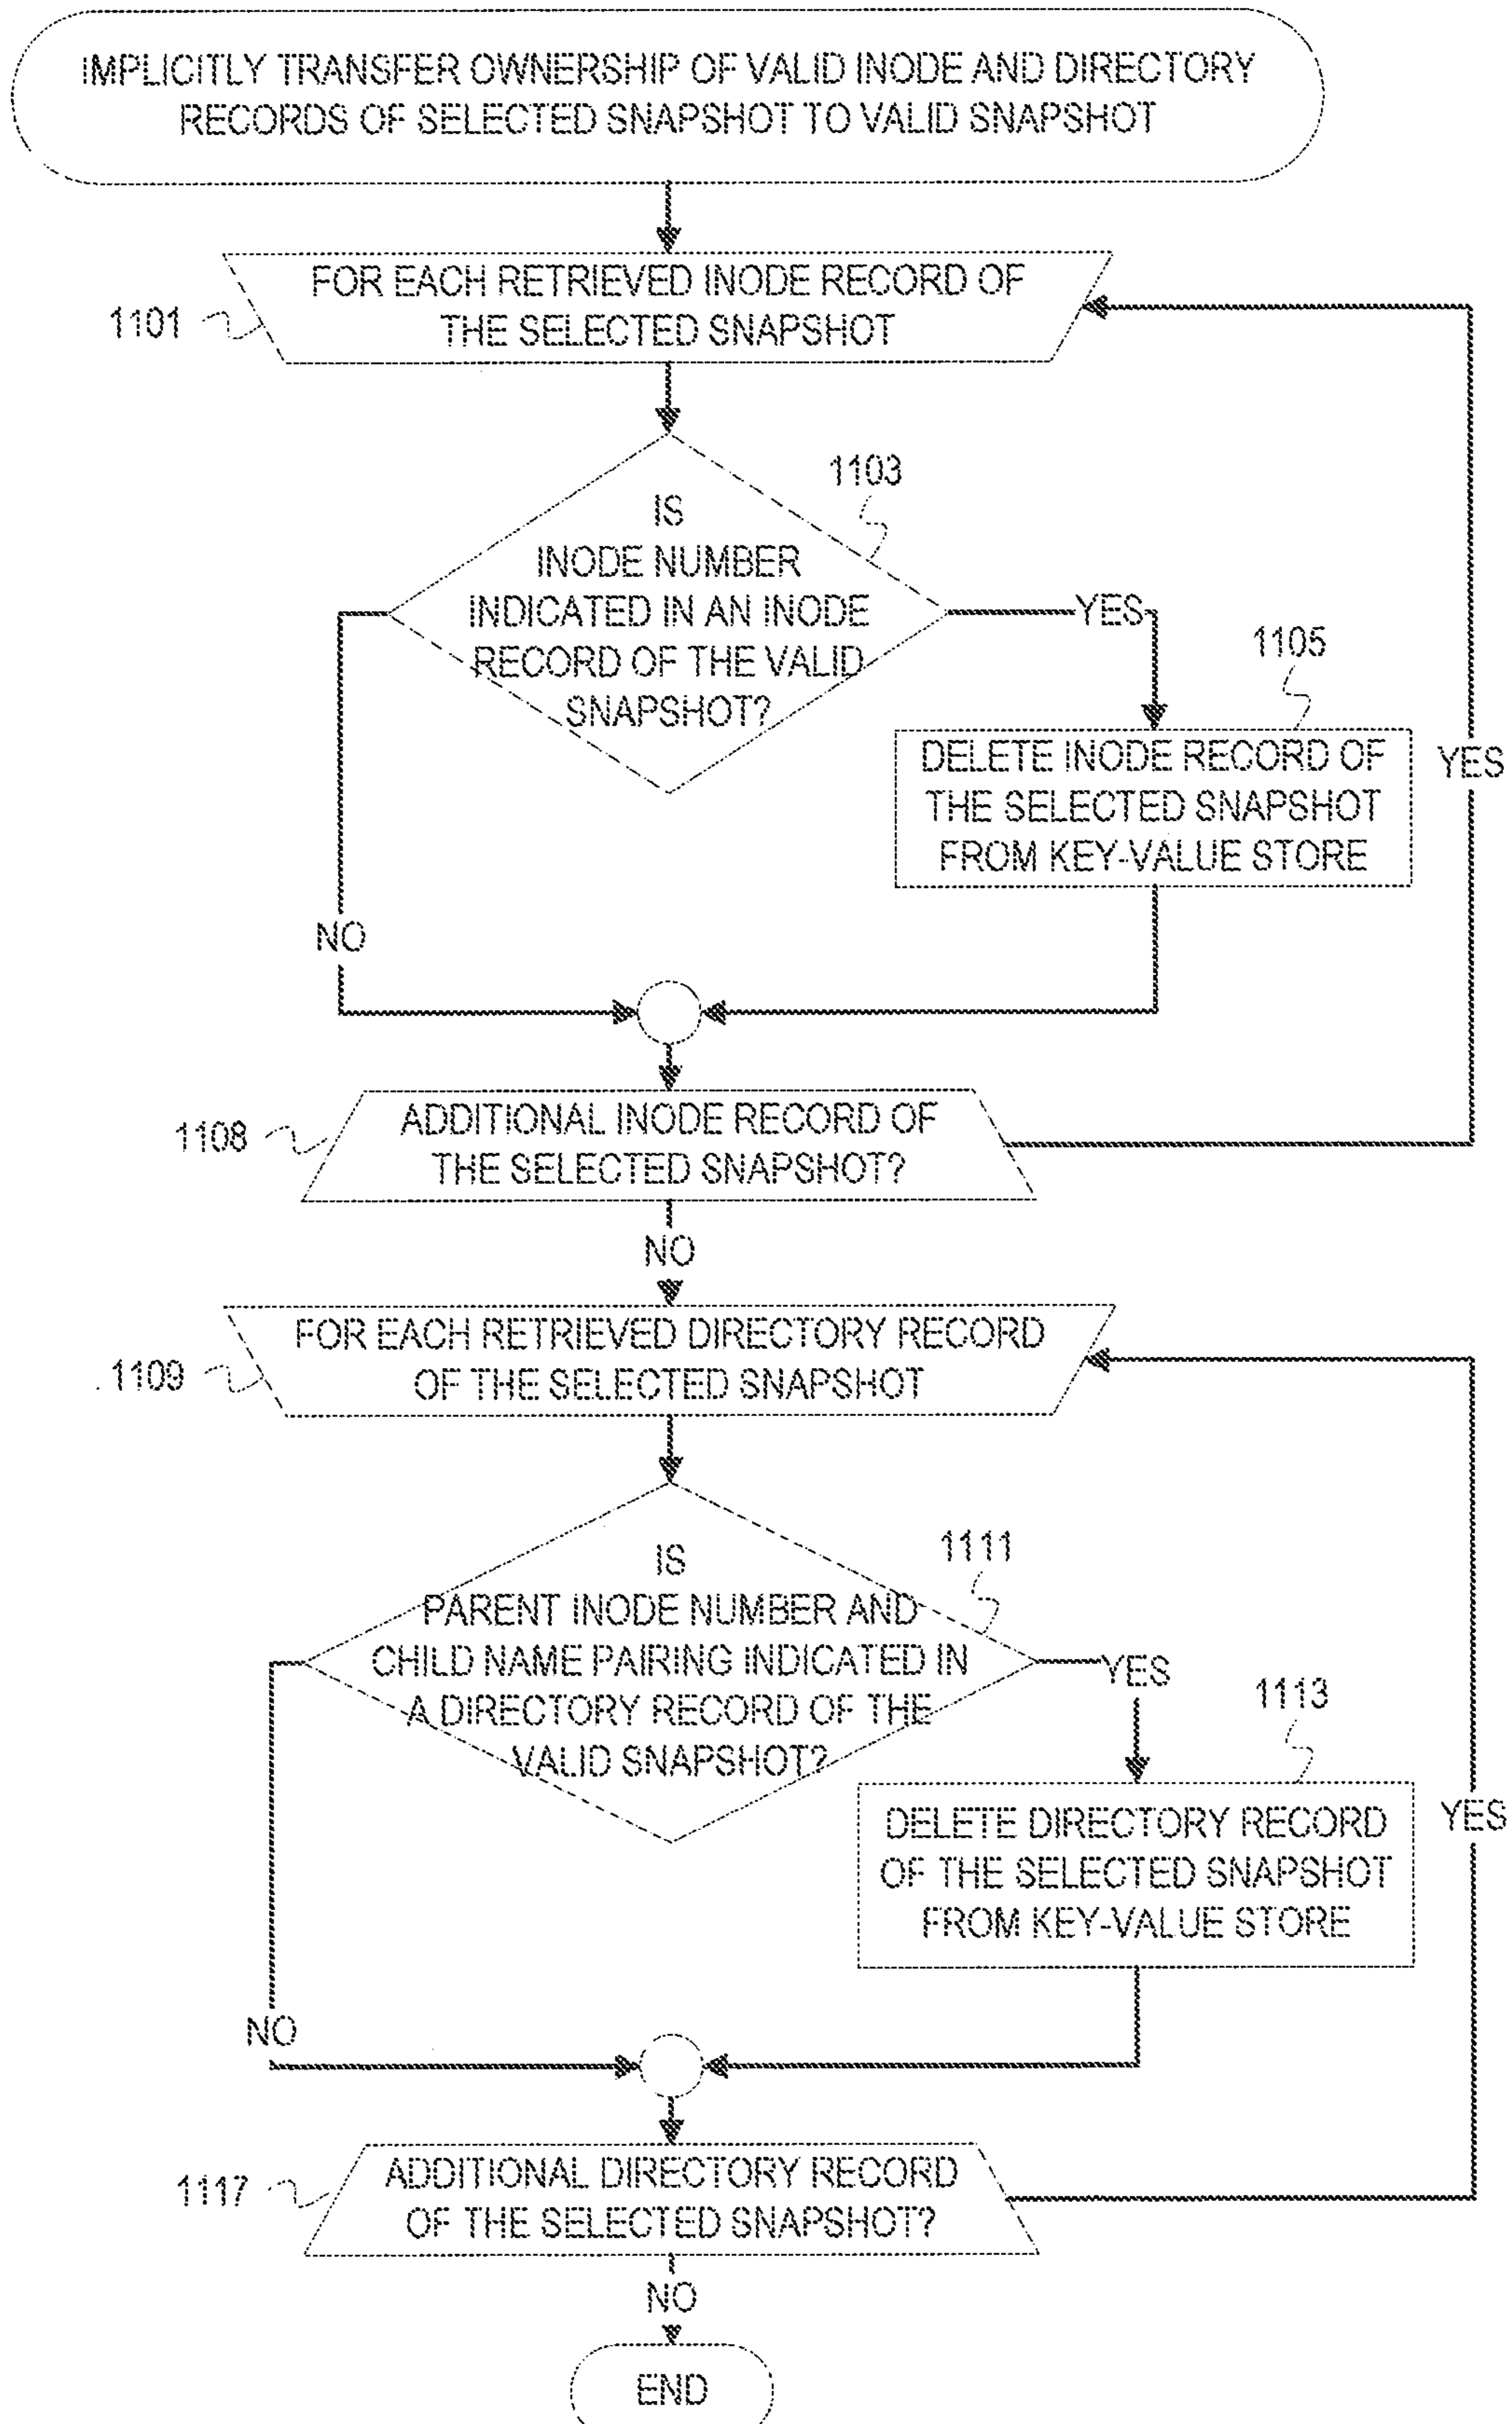 IMPLICITLY TRANSFER OWNERSHIP OF VALID INODE AND DIRECTORY
RECORDS OF SELECTED SNAPSHOT TO VALID SNAPSHOT
FOR EACH RETRIEVED INODE RECORD OF
THE SELECTED SNAPSHOT
1101
1103
IS
INODE NUMBER
INDICATED IN AN INODE
RECORD OF THE VALID
SNAPSHOT?
YES
1105
DELETE INODE RECORD OF
THE SELECTED SNAPSHOT
FROM KEY-VALUE STORE
YES
NO
1108
ADDITIONAL INODE RECORD OF
THE SELECTED SNAPSHOT?
NO
FOR EACH RETRIEVED DIRECTORY RECORD
OF THE SELECTED SNAPSHOT
1109
1111
IS
PARENT INODE NUMBER AND
CHILD NAME PAIRING INDICATED IN
A DIRECTORY RECORD OF THE
VALID SNAPSHOT?
YES
1113
DELETE DIRECTORY RECORD
OF THE SELECTED SNAPSHOT
FROM KEY-VALUE STORE
YES
NO
1117
ADDITIONAL DIRECTORY RECORD
OF THE SELECTED SNAPSHOT?
NO
END